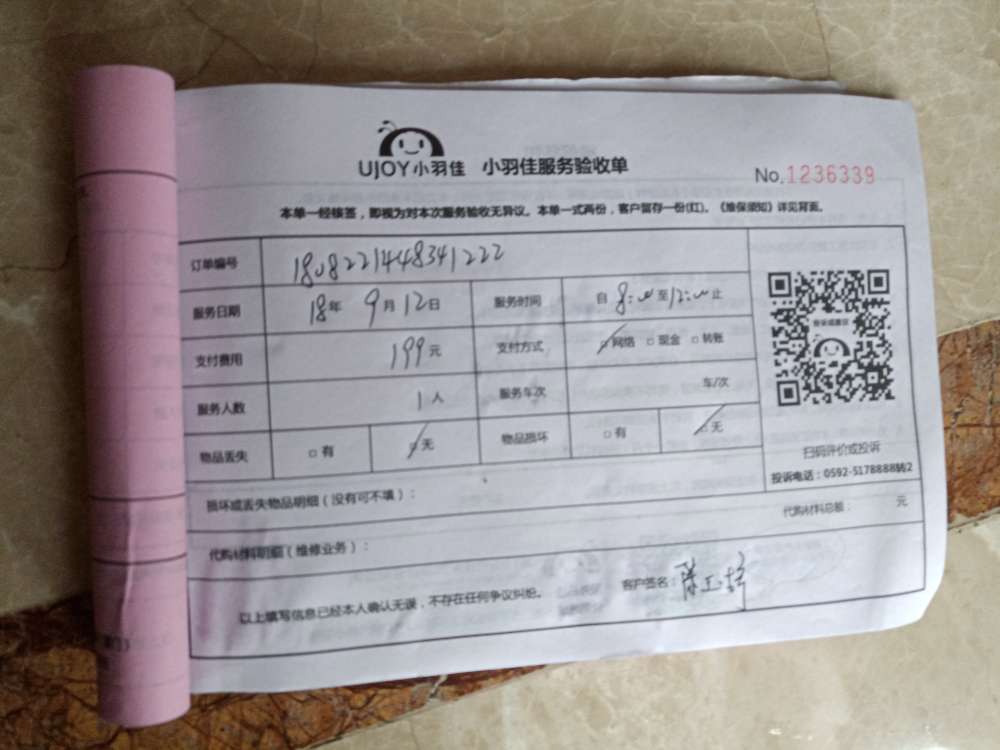 UJOY小羽佳 小羽佳服务验收单
No.1236339
本单一经核签，即视为对本次服务验收无异议。本单一式两份，客户留存一份(红)。《维保须知》详见背面。
订单编号 1808221448341222
服务日期 18年 9月12日 服务时间 自 8:00至12:00止
支付费用 199元 支付方式 ☑网络 □现金 □转账
服务人数 1人 服务车次 车/次
物品丢失 □有 ☑无 物品损坏 □有 ☑无
扫码评价或投诉
投诉电话：0592-5178888转2
损坏或丢失物品明细（没有可不填）：
代购材料明细（维修业务）： 代购材料总额： 元
以上填写信息已经本人确认无误，不存在任何争议纠纷。 客户签名：